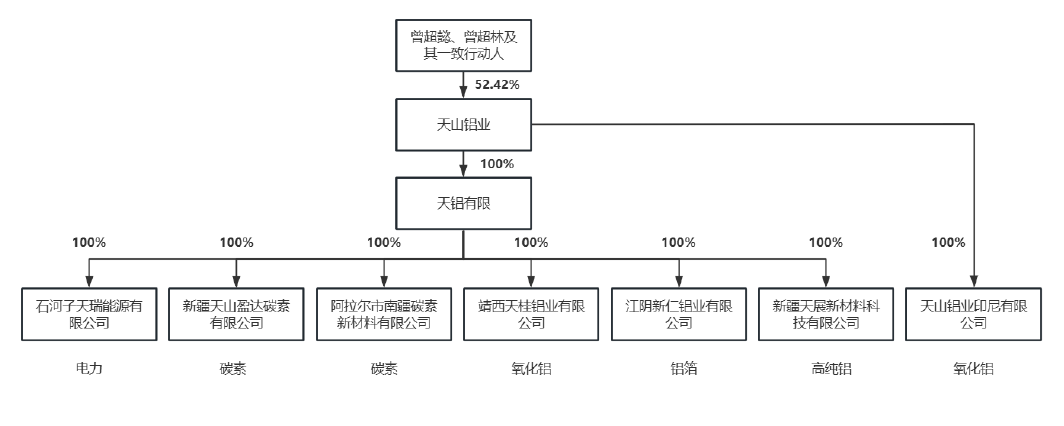 曾超懿、曾超林及
其一致行动人
52.42%
天山铝业
100%
天铝有限
100%
100%
100%
100%
100%
100%
100%
石河子天瑞能源有
限公司
新疆天山盈达碳素
有限公司
阿拉尔市南疆碳素
新材料有限公司
靖西天桂铝业有限
公司
江阴新仁铝业有限
公司
新疆天展新材料科
技有限公司
天山铝业印尼有限
公司
电力
碳素
碳素
氧化铝
铝箔
高纯铝
氧化铝